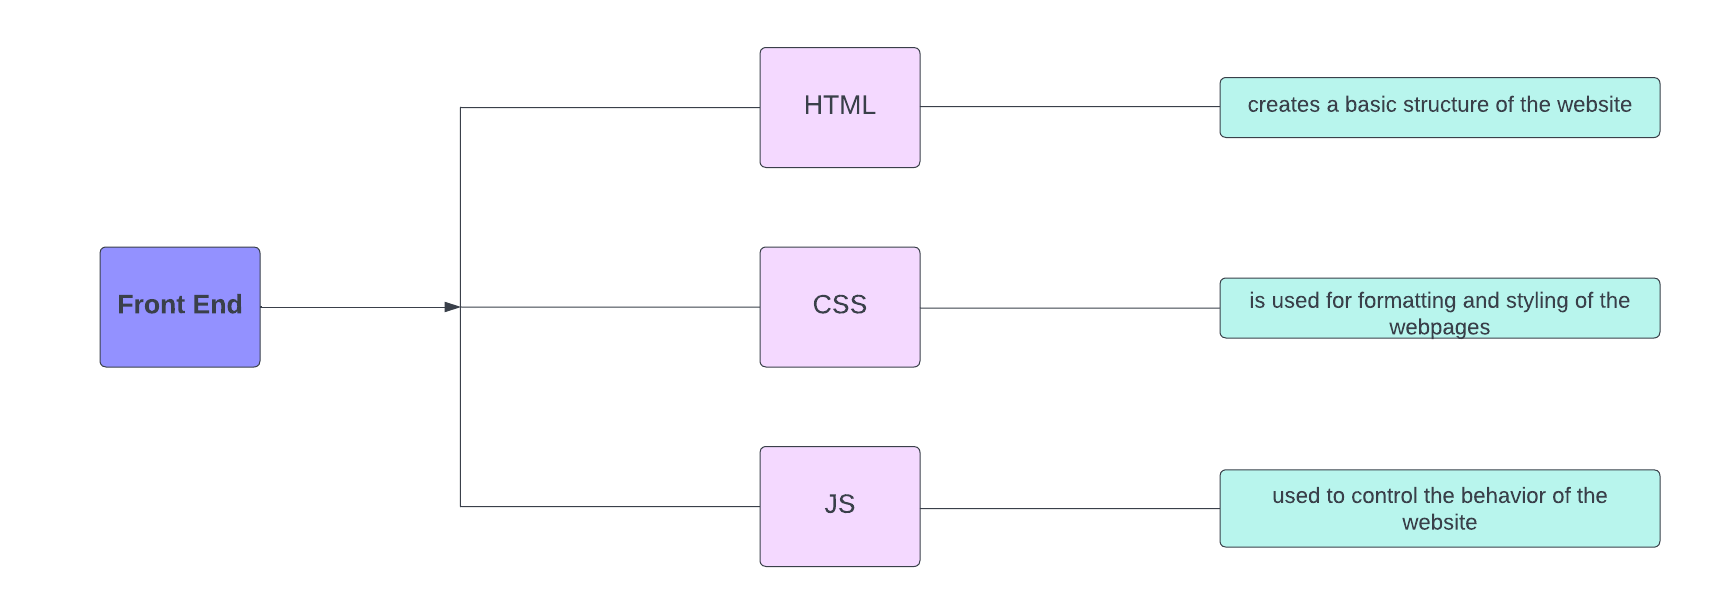 Front End
HTML
creates a basic structure of the website
CSS
is used for formatting and styling of the
webpages
JS
used to control the behavior of the
website